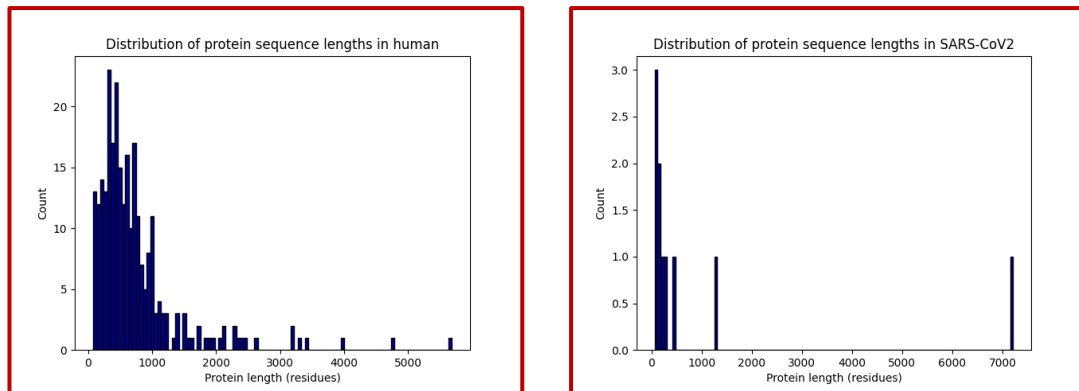 Distribution of protein sequence lengths in human
20
15
10
5
0
Count
0 1000 2000 3000 4000 5000
Protein length (residues)
Distribution of protein sequence lengths in SARS-CoV2
3.0
2.5
2.0
1.5
1.0
0.5
0.0
Count
0 1000 2000 3000 4000 5000 6000 7000
Protein length (residues)